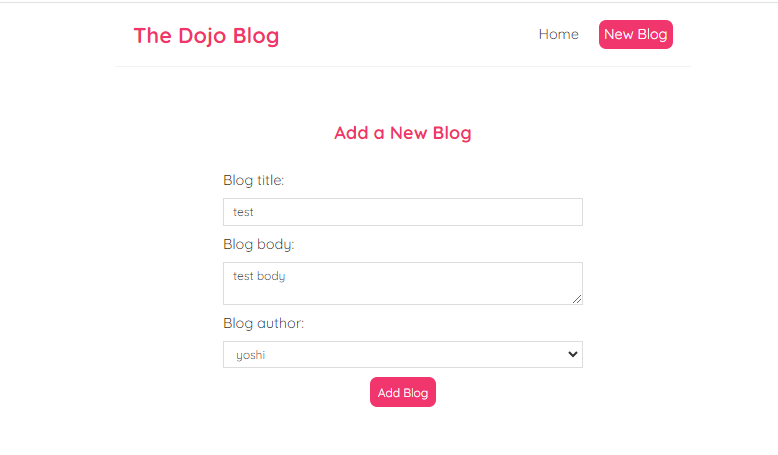 The Dojo Blog Home New Blog
Add a New Blog
Blog title:
test
Blog body:
test body
Blog author:
yoshi
Add Blog